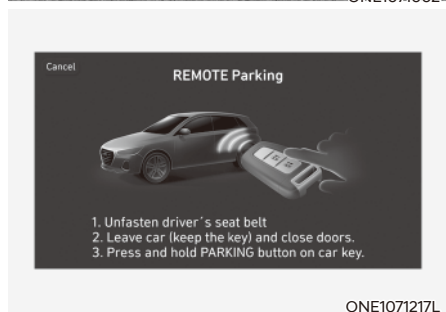 Cancel
REMOTE Parking
1. Unfasten driver´s seat belt
2. Leave car (keep the key) and close doors.
3. Press and hold PARKING button on car key.
ONE1071217L